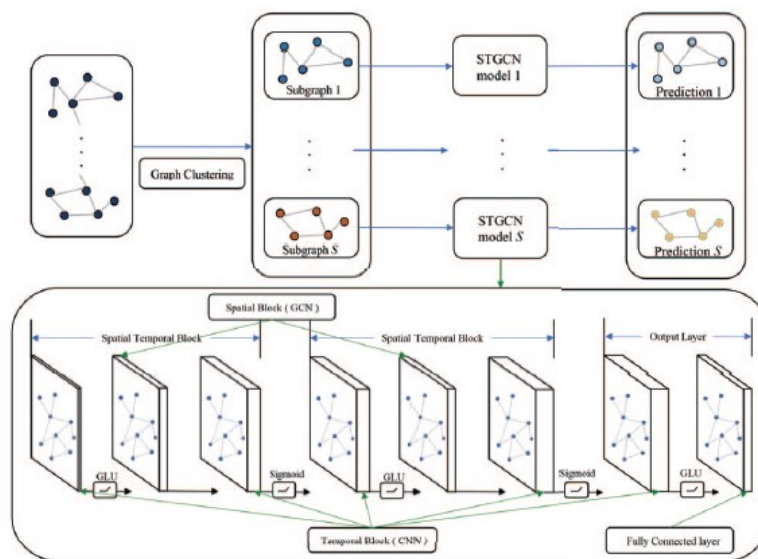 Subgraph 1
STGCN
model 1
Prediction 1
Graph Clustering
Subgraph S
STGCN
model S
Prediction S
Spatial Block ( GCN )
Spatial Temporal Block
Spatial Temporal Block
Output Layer
GLU
Sigmoid
GLU
Sigmoid
GLU
Temporal Block ( CNN )
Fully Connected layer